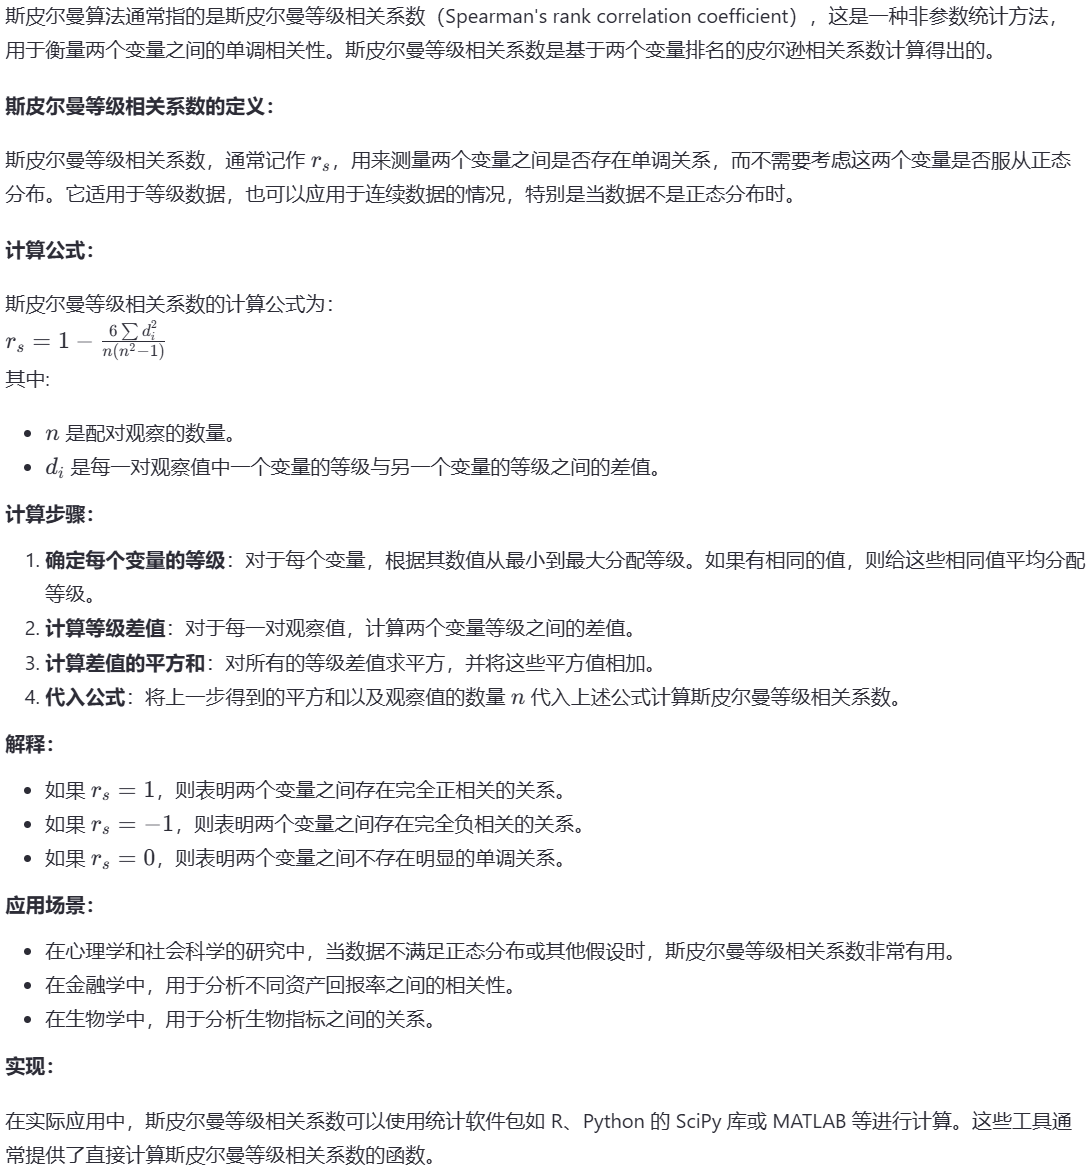 斯皮尔曼算法通常指的是斯皮尔曼等级相关系数（Spearman's rank correlation coefficient），这是一种非参数统计方法，
用于衡量两个变量之间的单调相关性。斯皮尔曼等级相关系数是基于两个变量排名的皮尔逊相关系数计算得出的。
斯皮尔曼等级相关系数的定义：
斯皮尔曼等级相关系数，通常记作 r_s，用来测量两个变量之间是否存在单调关系，而不需要考虑这两个变量是否服从正态
分布。它适用于等级数据，也可以应用于连续数据的情况，特别是当数据不是正态分布时。
计算公式：
斯皮尔曼等级相关系数的计算公式为：
r_s = 1 − \frac{6 \sum d_i^2}{n(n^2−1)}
其中:
• n 是配对观察的数量。
• d_i 是每一对观察值中一个变量的等级与另一个变量的等级之间的差值。
计算步骤：
1. 确定每个变量的等级：对于每个变量，根据其数值从最小到最大分配等级。如果有相同的值，则给这些相同值平均分配
等级。
2. 计算等级差值：对于每一对观察值，计算两个变量等级之间的差值。
3. 计算差值的平方和：对所有的等级差值求平方，并将这些平方值相加。
4. 代入公式：将上一步得到的平方和以及观察值的数量 n 代入上述公式计算斯皮尔曼等级相关系数。
解释：
• 如果 r_s = 1，则表明两个变量之间存在完全正相关的关系。
• 如果 r_s = −1，则表明两个变量之间存在完全负相关的关系。
• 如果 r_s = 0，则表明两个变量之间不存在明显的单调关系。
应用场景：
• 在心理学和社会科学的研究中，当数据不满足正态分布或其他假设时，斯皮尔曼等级相关系数非常有用。
• 在金融学中，用于分析不同资产回报率之间的相关性。
• 在生物学中，用于分析生物指标之间的关系。
实现：
在实际应用中，斯皮尔曼等级相关系数可以使用统计软件包如 R、Python 的 SciPy 库或 MATLAB 等进行计算。这些工具通
常提供了直接计算斯皮尔曼等级相关系数的函数。